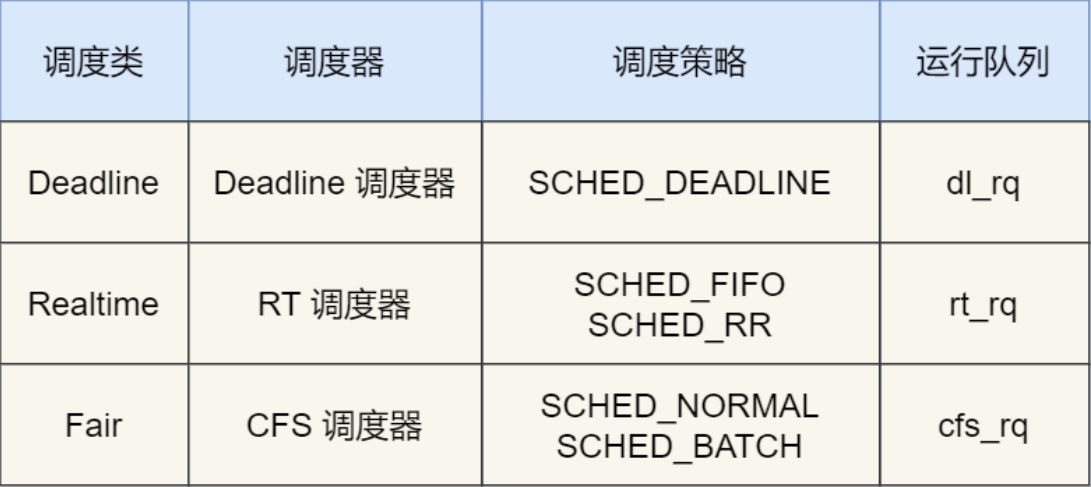 调度类 调度器 调度策略 运行队列
Deadline Deadline 调度器 SCHED_DEADLINE dl_rq
Realtime RT 调度器 SCHED_FIFO
SCHED_RR rt_rq
Fair CFS 调度器 SCHED_NORMAL
SCHED_BATCH cfs_rq